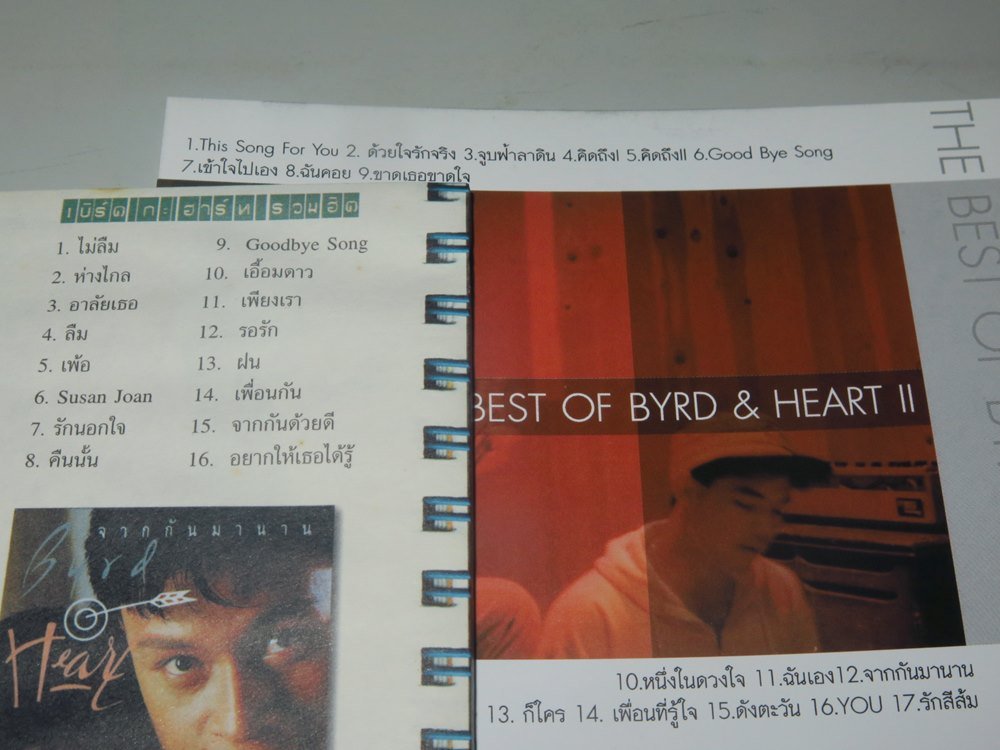 1.This Song For You 2. ด้วยใจรักจริง 3.จูบฟ้าลาดิน 4.คิดถึงI 5.คิดถึงII 6.Good Bye Song
7.เข้าใจไปเอง 8.ฉันคอย 9.ขาดเธอขาดใจ
THE BEST OF
เบิร์ดกะฮาร์ทรวมฮิต
1. ไม่ลืม
2. ห่างไกล
3. อาลัยเธอ
4. ลืม
5. เพ้อ
6. Susan Joan
7. รักนอกใจ
8. คืนนั้น
9. Goodbye Song
10. เอื้อมดาว
11. เพียงเรา
12. รอรัก
13. ฝน
14. เพื่อนกัน
15. จากกันด้วยดี
16. อยากให้เธอได้รู้
จากกันมานาน
Byrd
Heart
BEST OF BYRD & HEART II
10.หนึ่งในดวงใจ 11.ฉันเอง12.จากกันมานาน
13. ก็ใคร 14. เพื่อนที่รู้ใจ 15.ดังตะวัน 16.YOU 17.รักสีส้ม